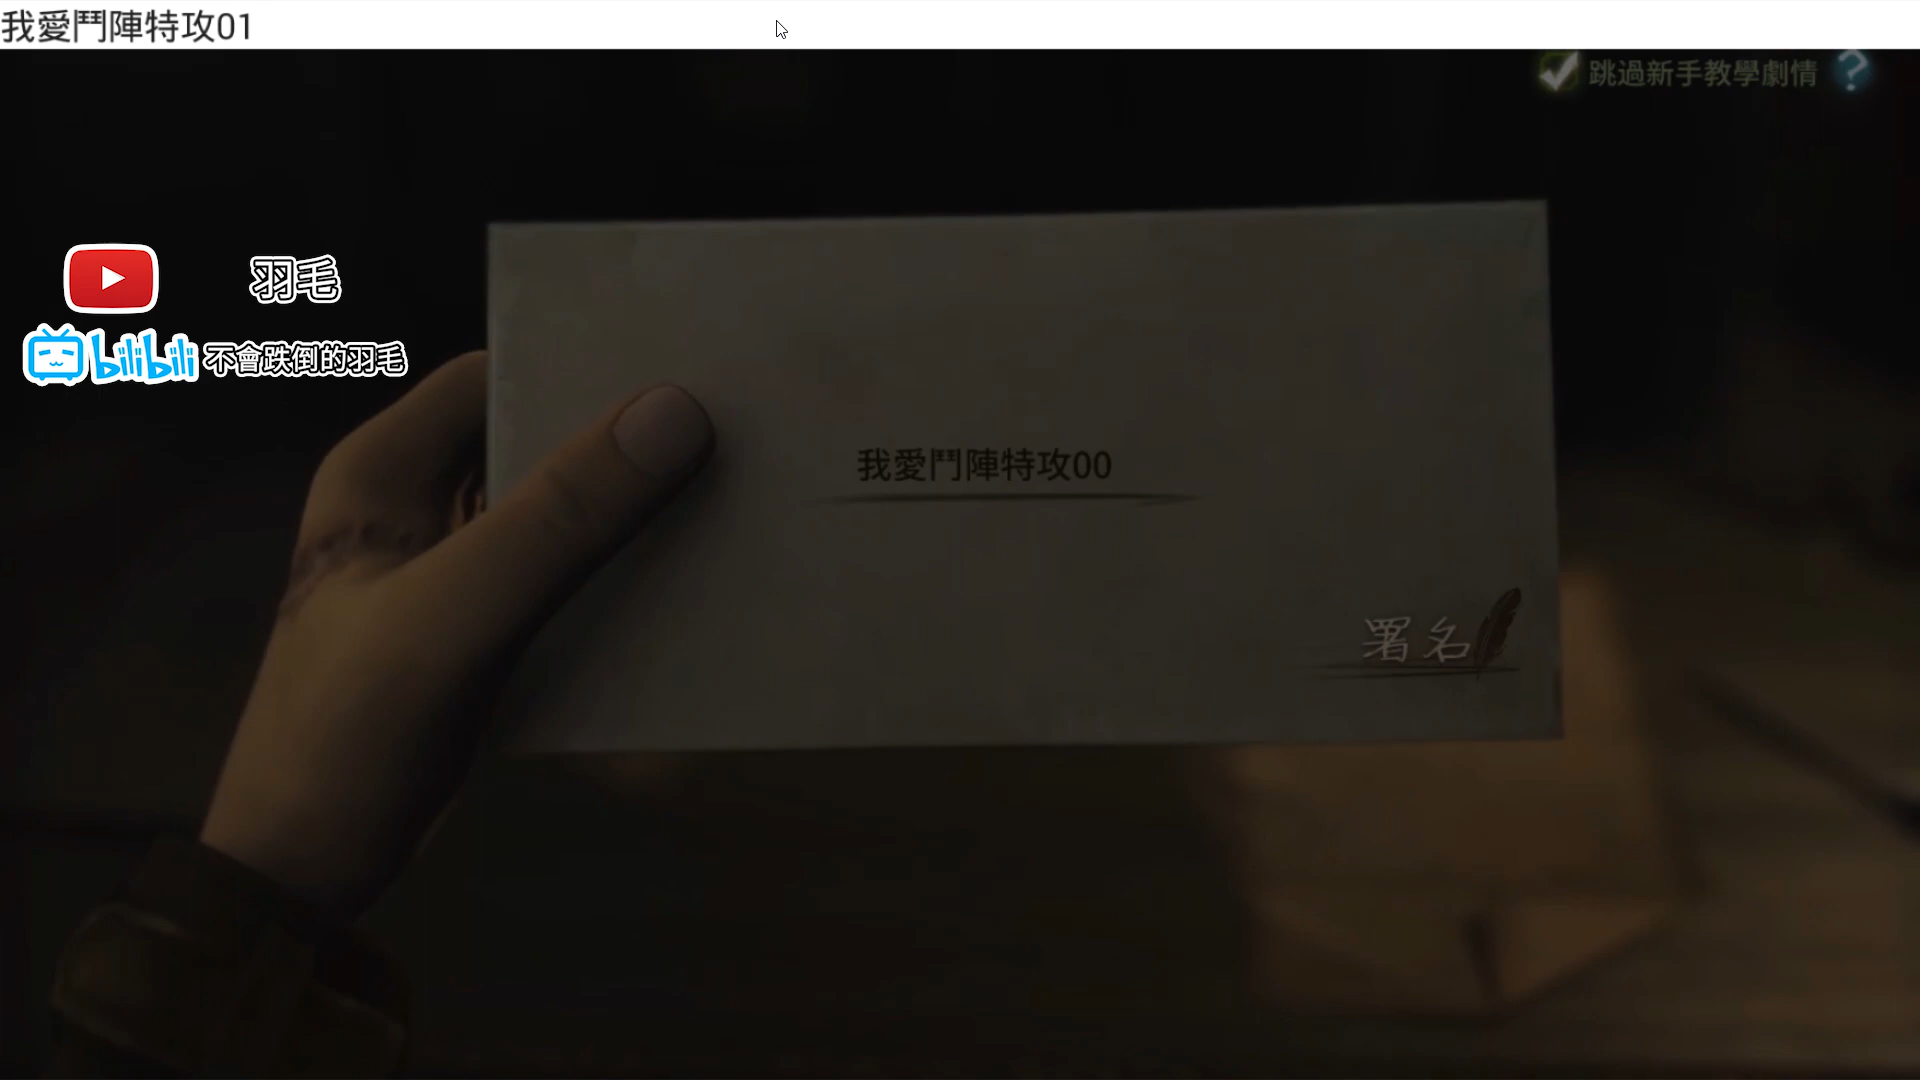 我愛鬥陣特攻01
跳過新手教學劇情 ?
羽毛
bilibili 不會跌倒的羽毛
我愛鬥陣特攻00
署名